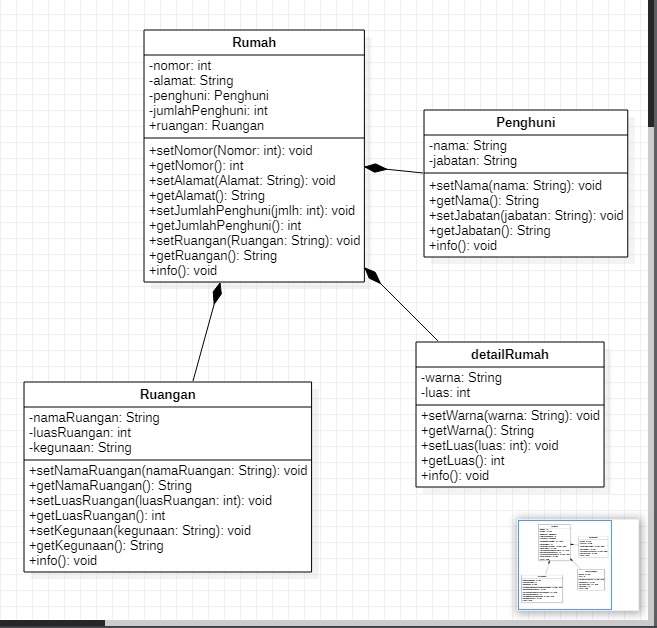 Rumah
-nomor: int
-alamat: String
-penghuni: Penghuni
-jumlahPenghuni: int
+ruangan: Ruangan
+setNomor(Nomor: int): void
+getNomor(): int
+setAlamat(Alamat: String): void
+getAlamat(): String
+setJumlahPenghuni(jmlh: int): void
+getJumlahPenghuni(): int
+setRuangan(Ruangan: String): void
+getRuangan(): String
+info(): void
Penghuni
-nama: String
-jabatan: String
+setNama(nama: String): void
+getNama(): String
+setJabatan(jabatan: String): void
+getJabatan(): String
+info(): void
detailRumah
-warna: String
-luas: int
+setWarna(warna: String): void
+getWarna(): String
+setLuas(luas: int): void
+getLuas(): int
+info(): void
Ruangan
-namaRuangan: String
-luasRuangan: int
-kegunaan: String
+setNamaRuangan(namaRuangan: String): void
+getNamaRuangan(): String
+setLuasRuangan(luasRuangan: int): void
+getLuasRuangan(): int
+setKegunaan(kegunaan: String): void
+getKegunaan(): String
+info(): void